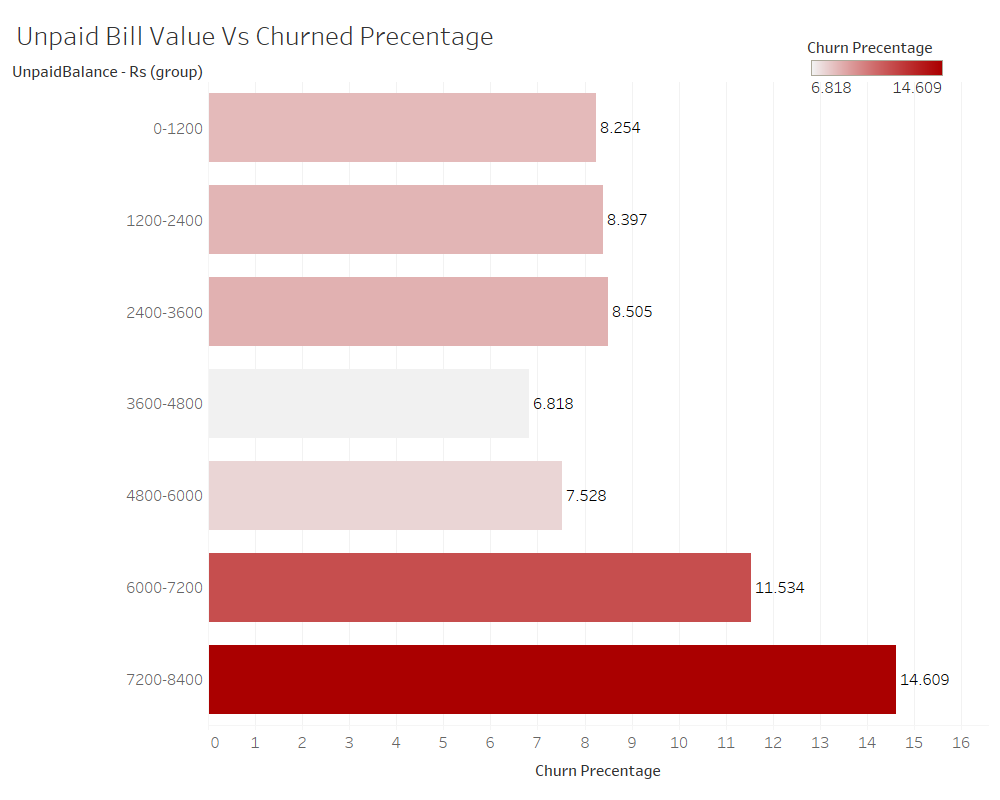 Unpaid Bill Value Vs Churned Precentage
Churn Precentage
6.818 14.609
UnpaidBalance - Rs (group)
0-1200 8.254
1200-2400 8.397
2400-3600 8.505
3600-4800 6.818
4800-6000 7.528
6000-7200 11.534
7200-8400 14.609
0 1 2 3 4 5 6 7 8 9 10 11 12 13 14 15 16
Churn Precentage